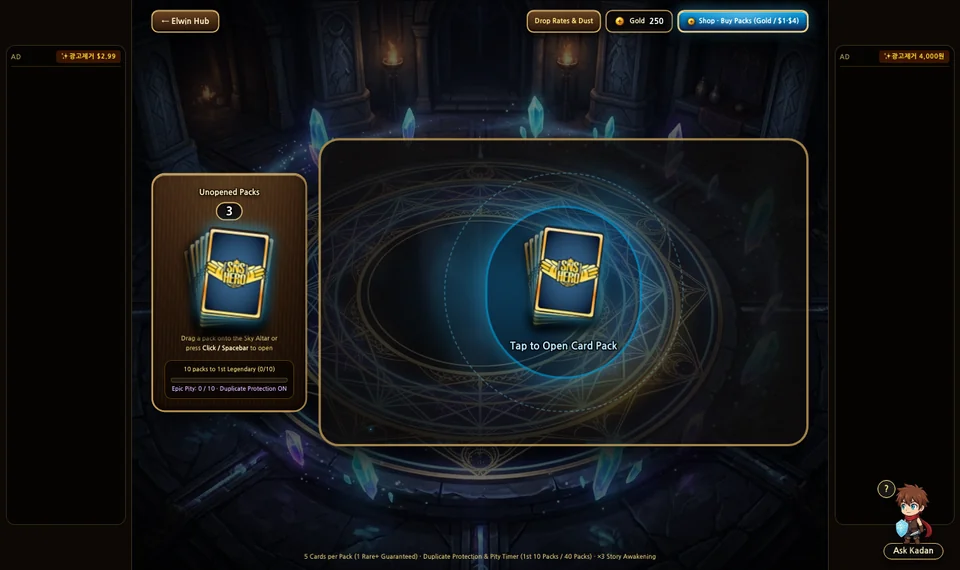 ← Elwin Hub
Drop Rates & Dust
Gold 250
Shop · Buy Packs (Gold / $1-$4)
AD
✨광고제거 $2.99
AD
✨광고제거 4,000원
Unopened Packs
3
SNS
HERO
Drag a pack onto the Sky Altar or
press Click / Spacebar to open
10 packs to 1st Legendary (0/10)
Epic Pity: 0 / 10 · Duplicate Protection ON
SNS
HERO
Tap to Open Card Pack
?
Ask Kadan
5 Cards per Pack (1 Rare+ Guaranteed) · Duplicate Protection & Pity Timer (1st 10 Packs / 40 Packs) · ×3 Story Awakening